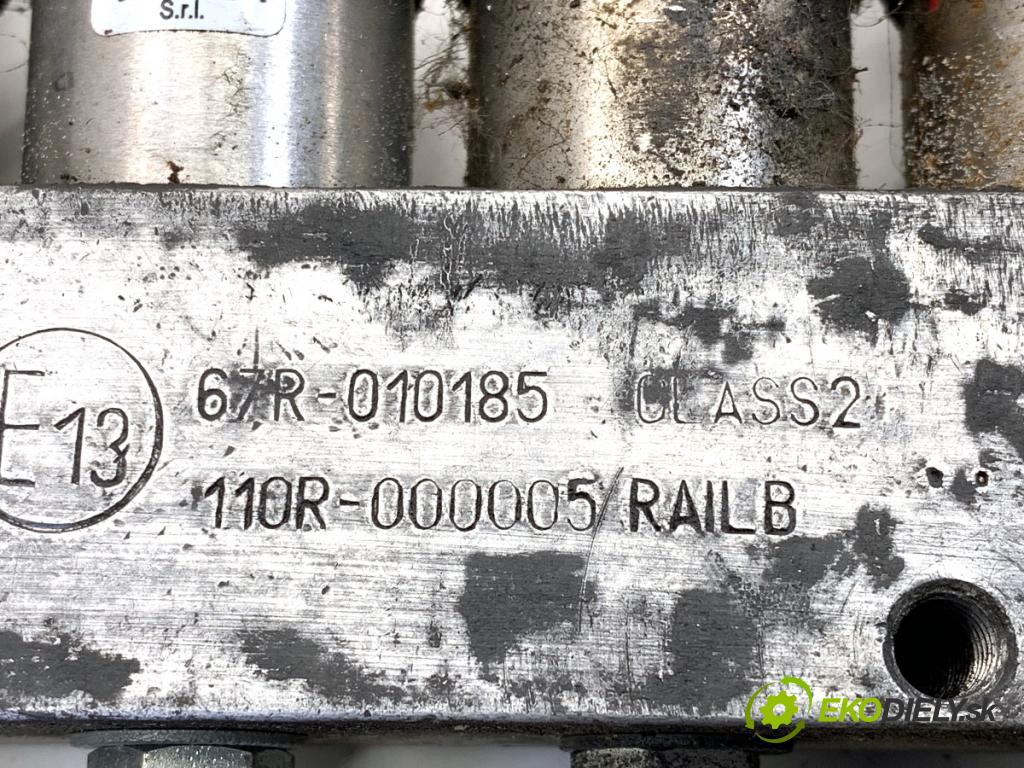 S.r.l.
E13
67R-010185 CLASS2
110R-000005/RAILB
EKODIELY.sk